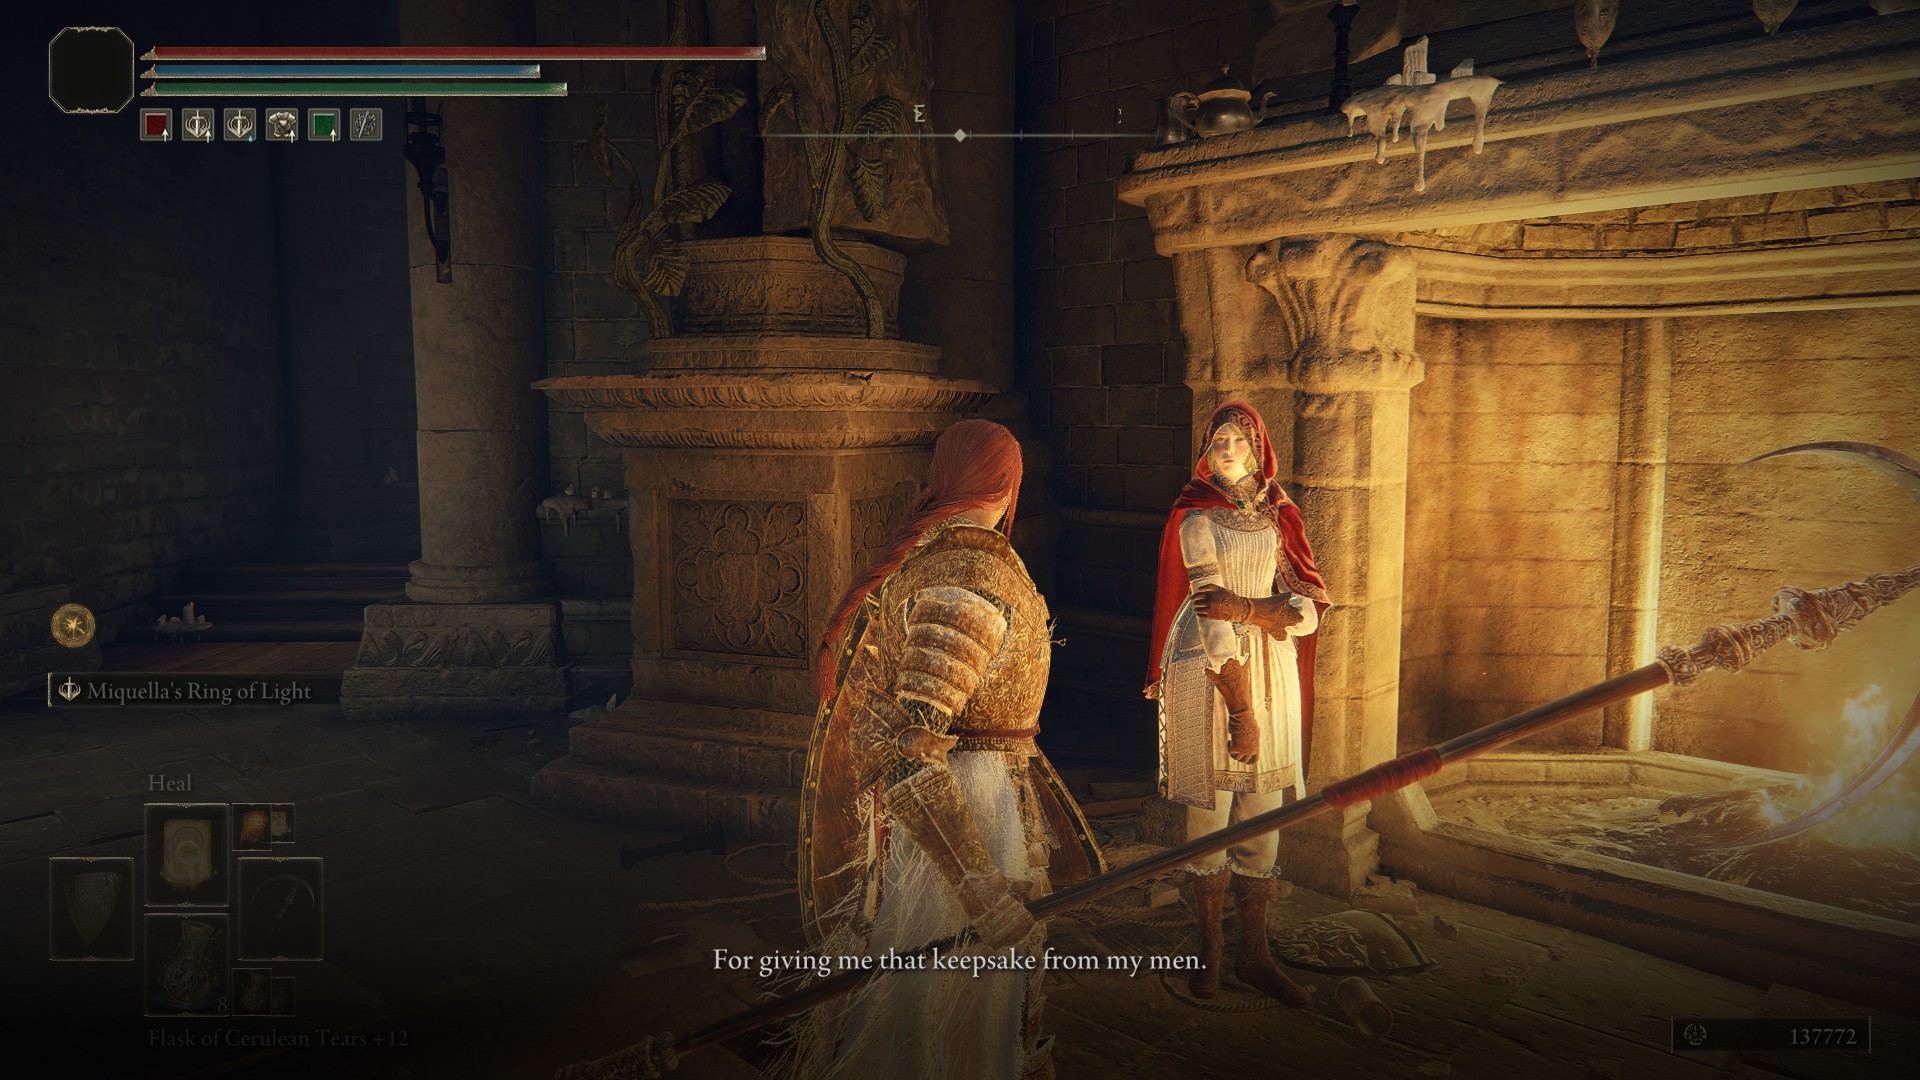 E
Miquella's Ring of Light
Heal
8
For giving me that keepsake from my men.
Flask of Cerulean Tears +12
137772